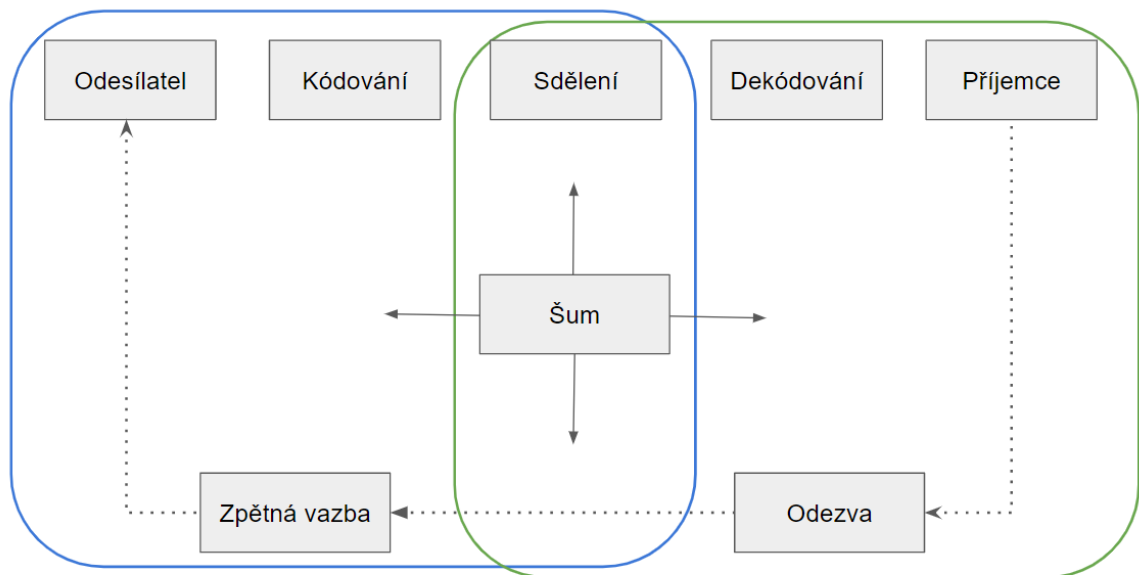 Odesílatel
Kódování
Sdělení
Dekódování
Příjemce
Šum
Zpětná vazba
Odezva